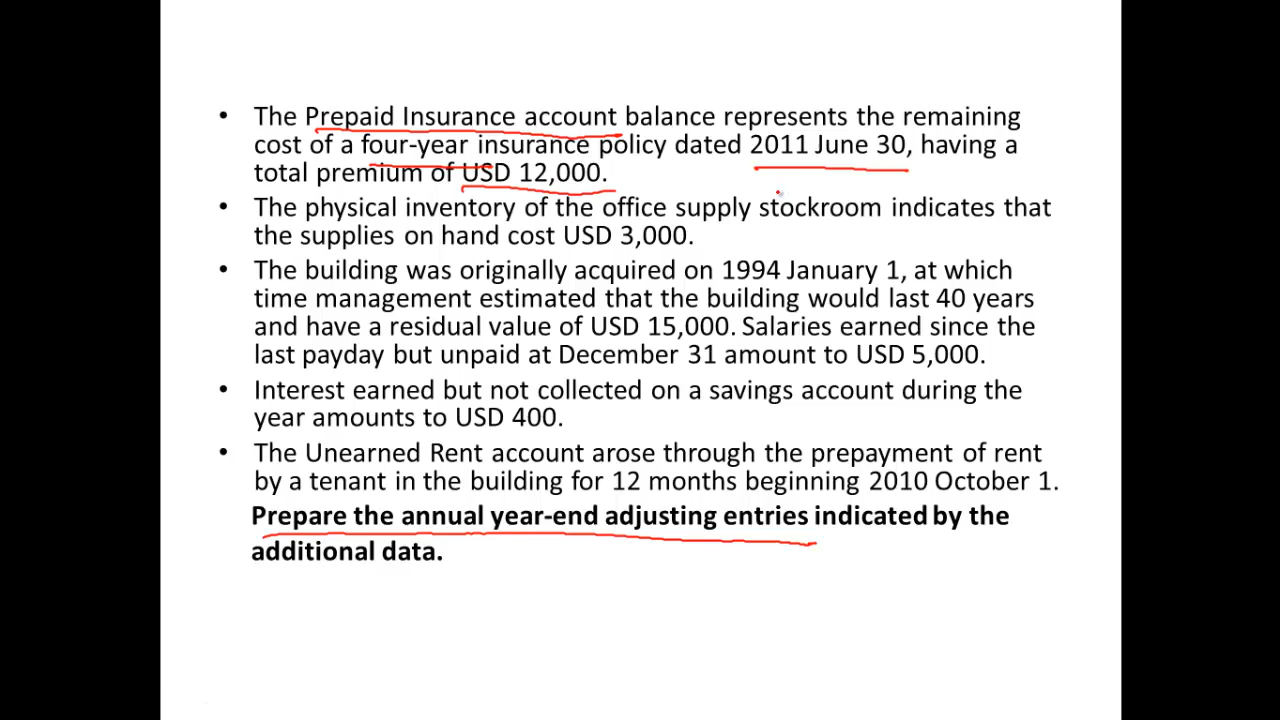 • The Prepaid Insurance account balance represents the remaining
cost of a four-year insurance policy dated 2011 June 30, having a
total premium of USD 12,000.
• The physical inventory of the office supply stockroom indicates that
the supplies on hand cost USD 3,000.
• The building was originally acquired on 1994 January 1, at which
time management estimated that the building would last 40 years
and have a residual value of USD 15,000. Salaries earned since the
last payday but unpaid at December 31 amount to USD 5,000.
• Interest earned but not collected on a savings account during the
year amounts to USD 400.
• The Unearned Rent account arose through the prepayment of rent
by a tenant in the building for 12 months beginning 2010 October 1.
Prepare the annual year-end adjusting entries indicated by the
additional data.